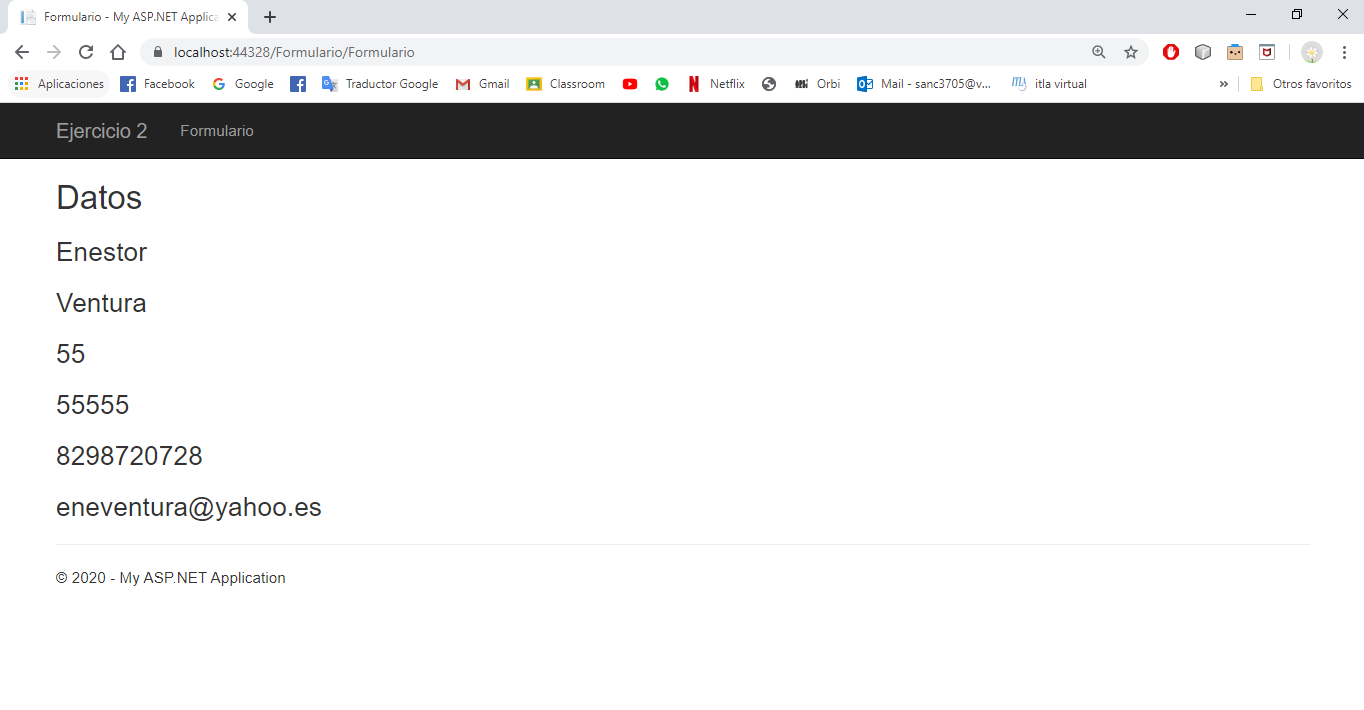 Formulario - My ASP.NET Applica
localhost:44328/Formulario/Formulario
Aplicaciones Facebook Google Traductor Google Gmail Classroom Netflix Orbi Mail - sanc3705@v... itla virtual » Otros favoritos
Ejercicio 2 Formulario
Datos
Enestor
Ventura
55
55555
8298720728
eneventura@yahoo.es
© 2020 - My ASP.NET Application